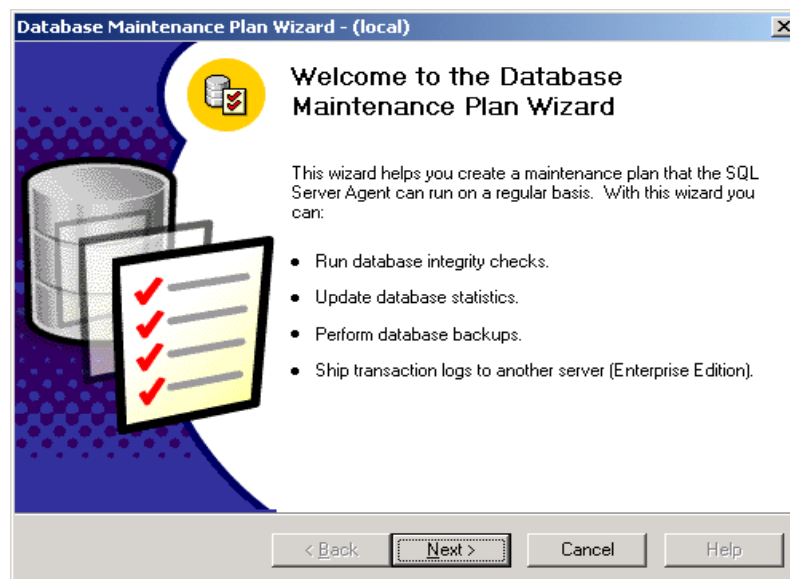 Database Maintenance Plan Wizard - (local)
Welcome to the Database
Maintenance Plan Wizard
This wizard helps you create a maintenance plan that the SQL
Server Agent can run on a regular basis.  With this wizard you
can:
● Run database integrity checks.
● Update database statistics.
● Perform database backups.
● Ship transaction logs to another server (Enterprise Edition).
< Back
Next >
Cancel
Help